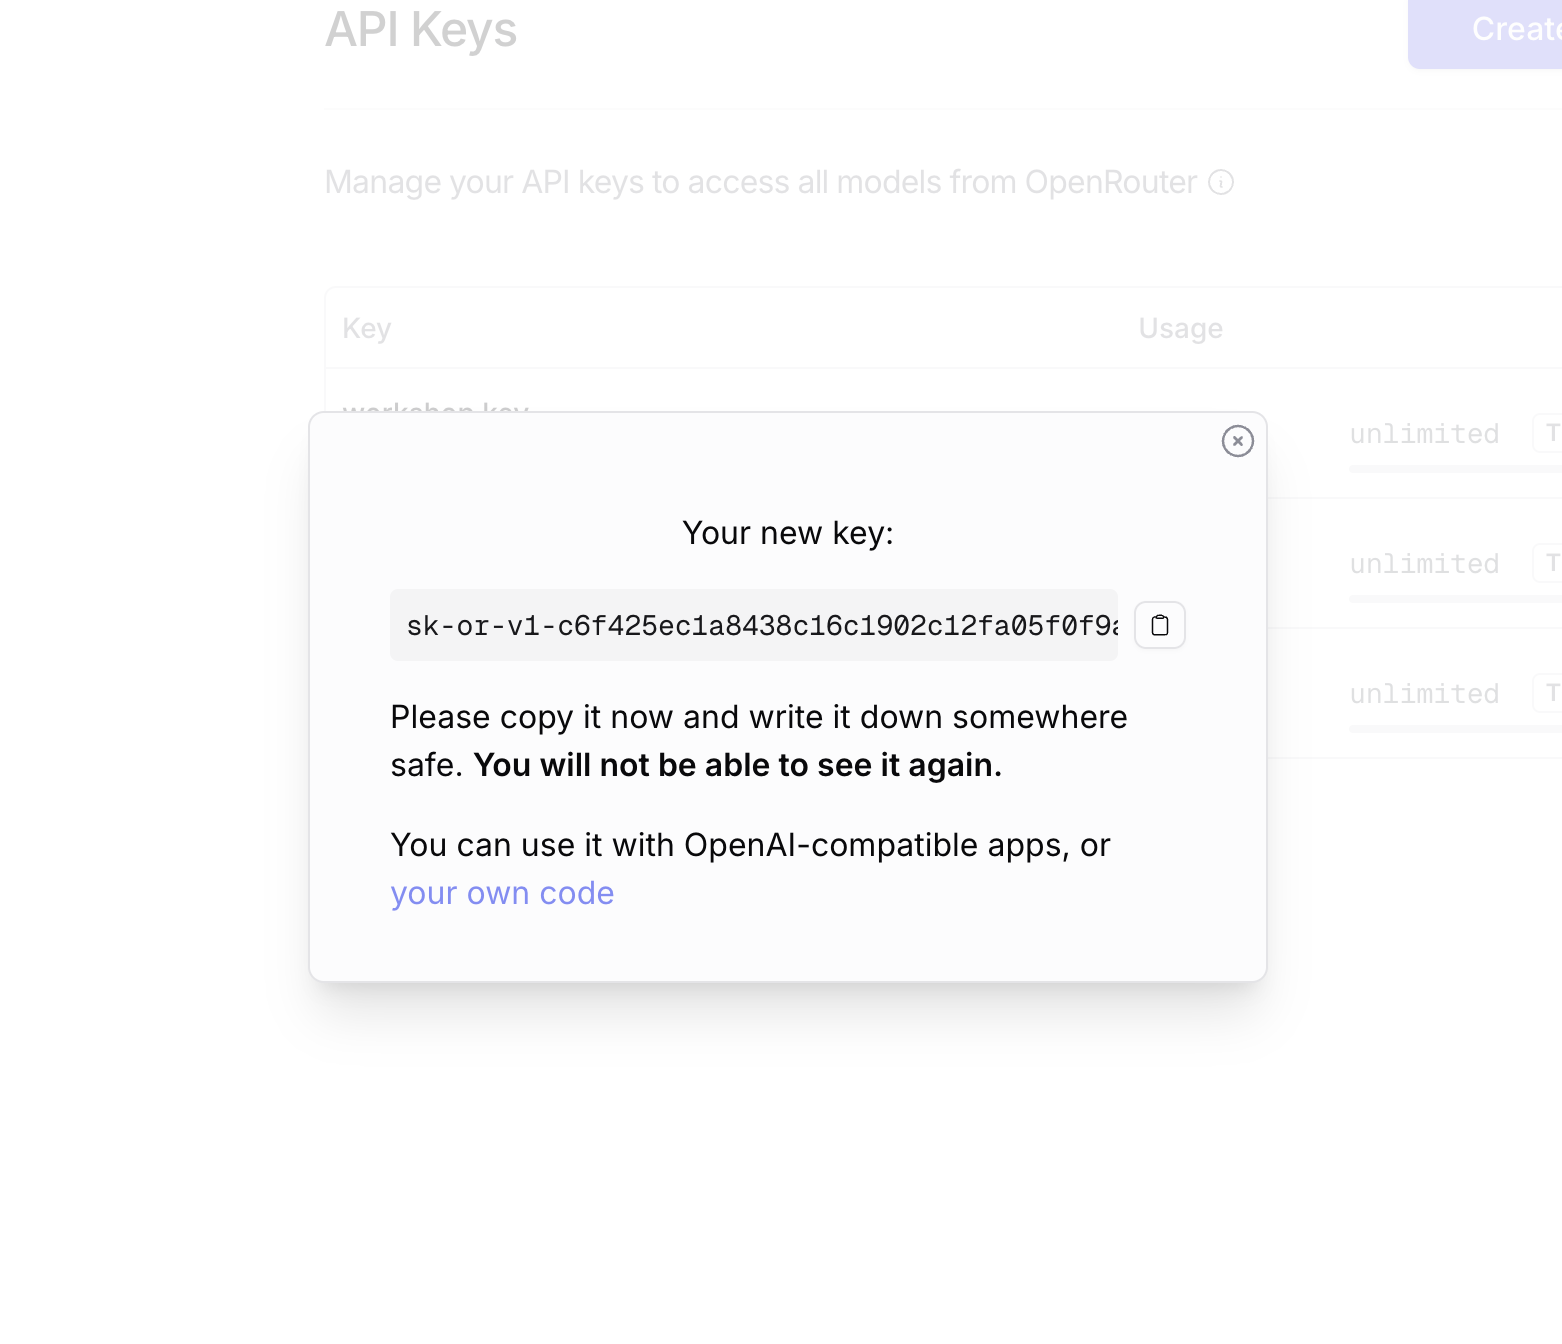 API Keys
Create
Manage your API keys to access all models from OpenRouter
Key Usage
workshop key
unlimited T
unlimited T
unlimited T
Your new key:
sk-or-v1-c6f425ec1a8438c16c1902c12fa05f0f9a
Please copy it now and write it down somewhere
safe. You will not be able to see it again.
You can use it with OpenAI-compatible apps, or
your own code